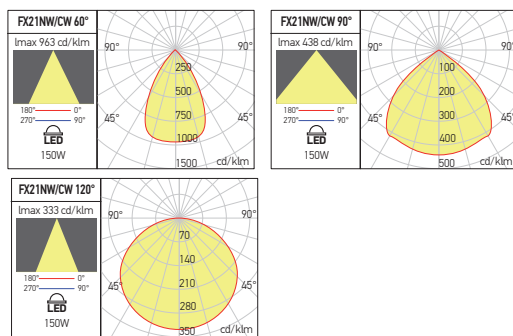 FX21NW/CW 60°
Imax 963 cd/klm
180° 0°
270° 90°
LED
150W
90° 90°
250
500
45° 750 45°
1000
1500 cd/klm
FX21NW/CW 90°
Imax 438 cd/klm
180° 0°
270° 90°
LED
150W
90° 90°
100
200
300
45° 45°
400
500 cd/klm
FX21NW/CW 120°
Imax 333 cd/klm
180° 0°
270° 90°
LED
150W
90° 90°
70
140
45° 45°
210
280
350 cd/klm